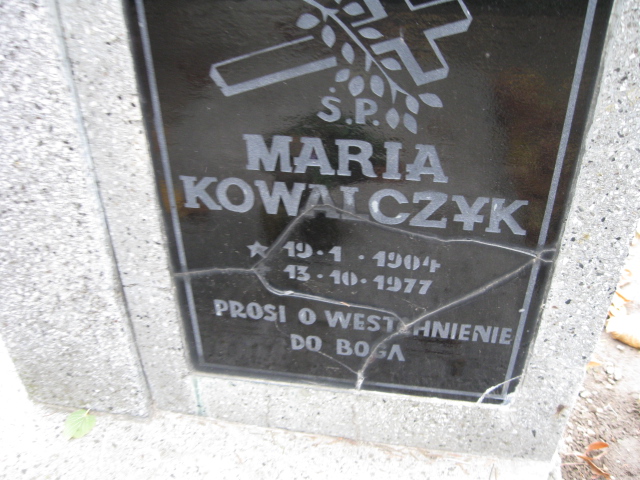 Ś.P.
MARIA
KOWALCZYK
★ 19·1·1904
13·10·1977
PROSI O WESTCHNIENIE
DO BOGA